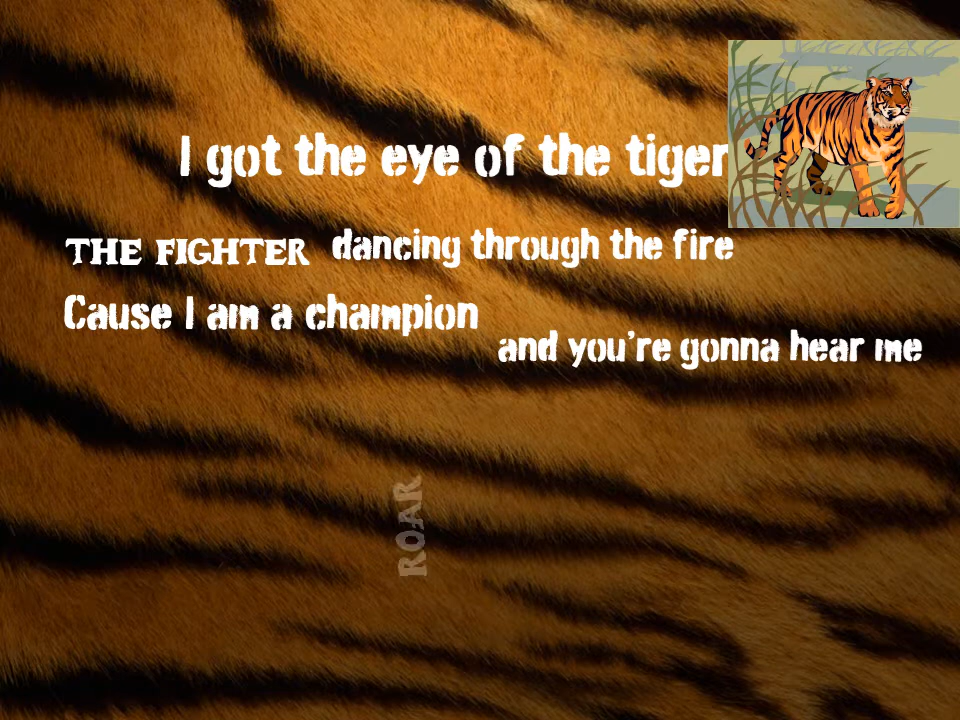 I got the eye of the tiger
THE FIGHTER dancing through the fire
Cause I am a champion
and you're gonna hear me
ROAR